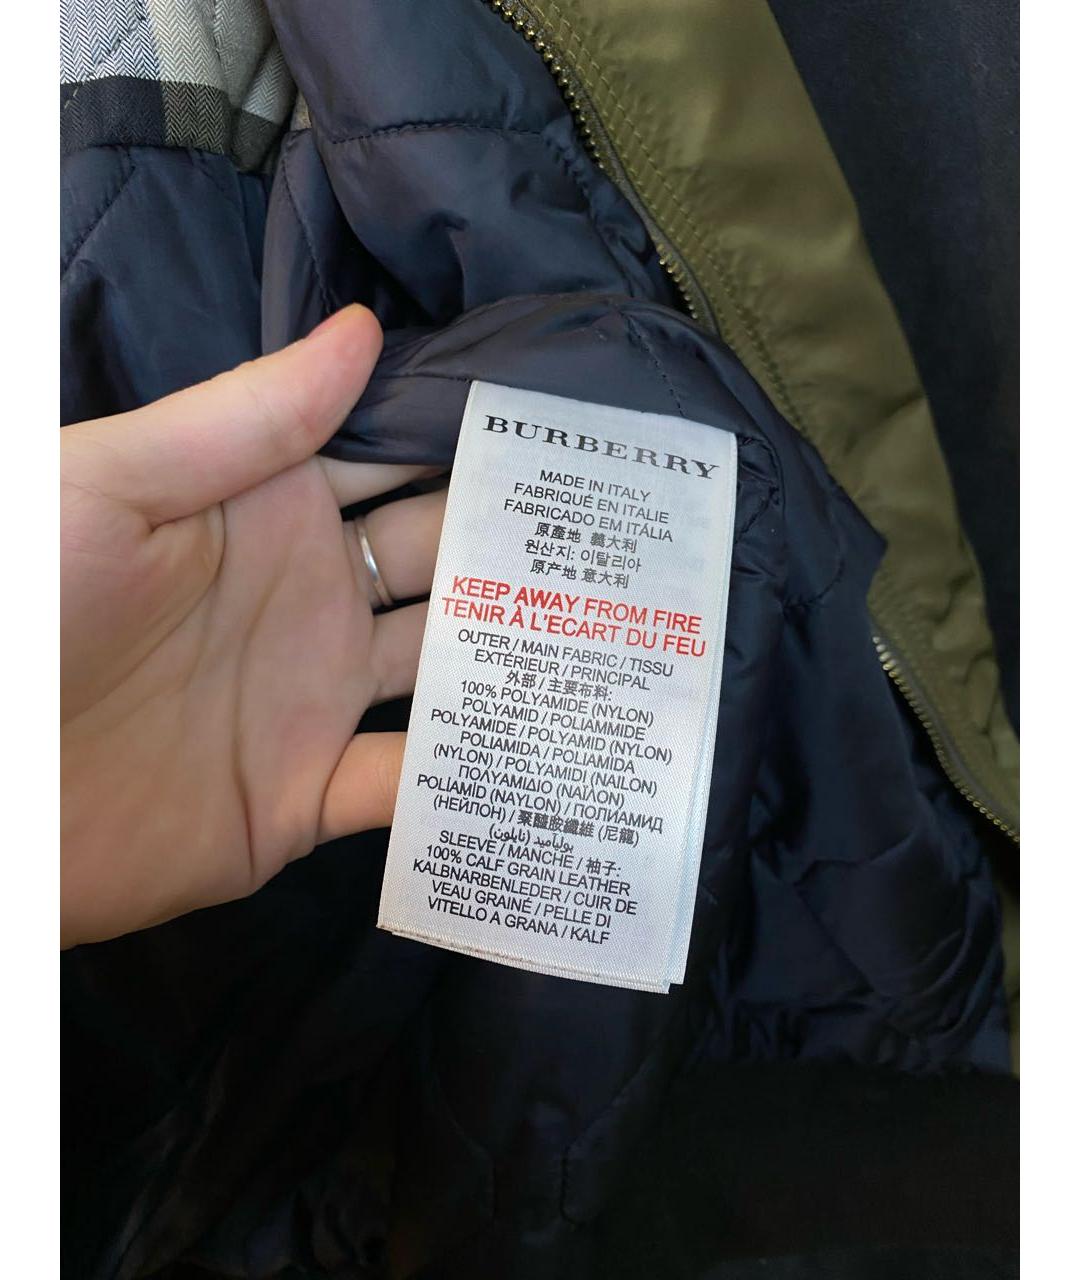 BURBERRY
MADE IN ITALY
FABRIQUÉ EN ITALIE
FABRICADO EM ITÁLIA
原產地 義大利
원산지: 이탈리아
原产地 意大利
KEEP AWAY FROM FIRE
TENIR À L'ECART DU FEU
OUTER / MAIN FABRIC / TISSU
EXTÉRIEUR / PRINCIPAL
外部 / 主要布料:
100% POLYAMIDE (NYLON)
POLYAMID / POLIAMMIDE
POLYAMIDE / POLYAMID (NYLON)
POLIAMIDA / POLIAMIDA
(NYLON) / POLYAMIDI (NAILON)
ΠΟΛΥΑΜΙΔΙΟ (ΝΑΪΛΟΝ)
POLİAMİD (NAYLON) / ПОЛИАМИД
(НЕЙЛОН) / 聚醯胺纖維 (尼龍)
بولياميد (نايلون)
SLEEVE / MANCHE / 袖子:
100% CALF GRAIN LEATHER
KALBNARBENLEDER / CUIR DE
VEAU GRAINÉ / PELLE DI
VITELLO A GRANA / KALF